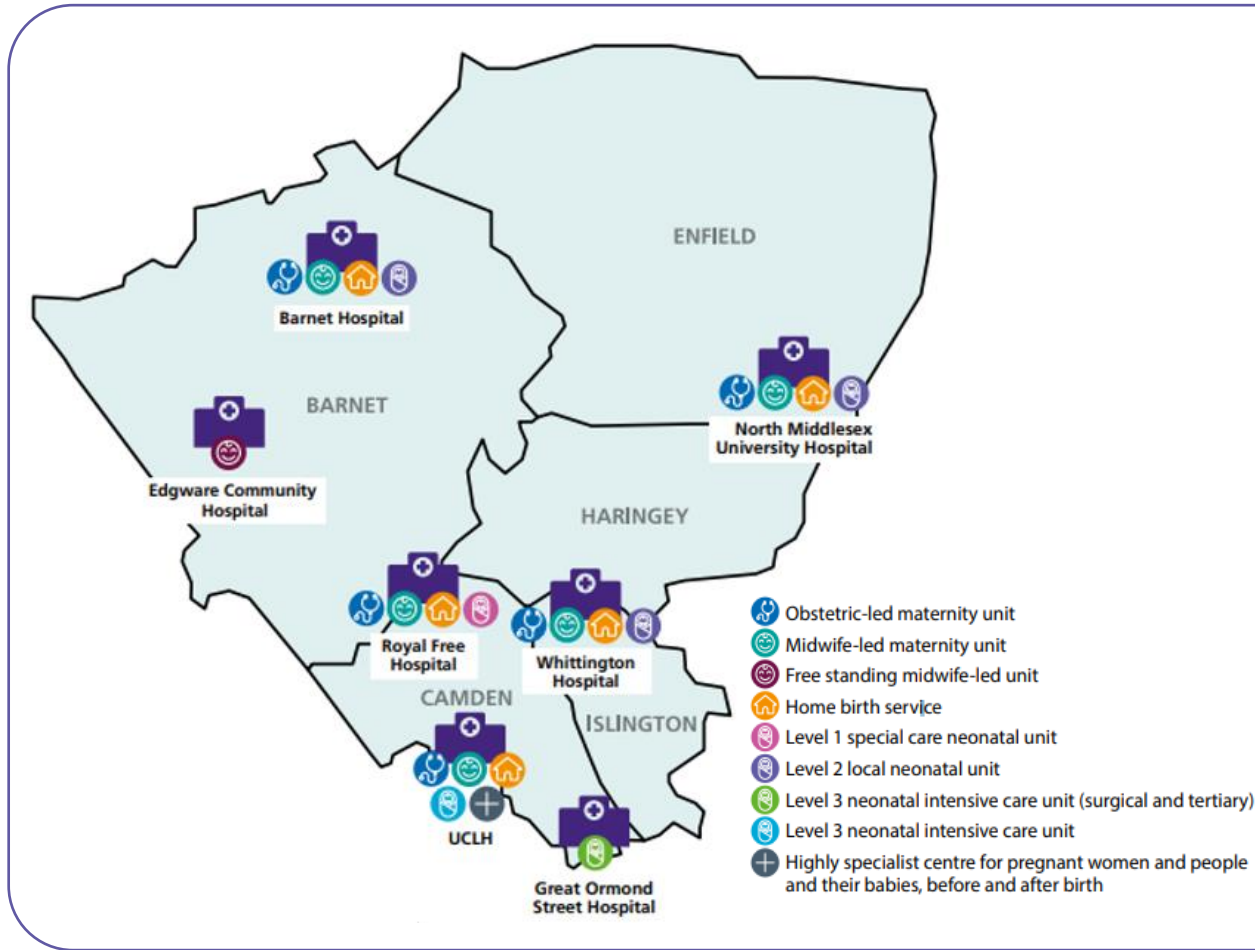 ENFIELD
Barnet Hospital
BARNET
North Middlesex
University Hospital
Edgware Community
Hospital
HARINGEY
Royal Free
Hospital
Whittington
Hospital
CAMDEN
ISLINGTON
UCLH
Great Ormond
Street Hospital
Obstetric-led maternity unit
Midwife-led maternity unit
Free standing midwife-led unit
Home birth service
Level 1 special care neonatal unit
Level 2 local neonatal unit
Level 3 neonatal intensive care unit (surgical and tertiary)
Level 3 neonatal intensive care unit
Highly specialist centre for pregnant women and people
and their babies, before and after birth